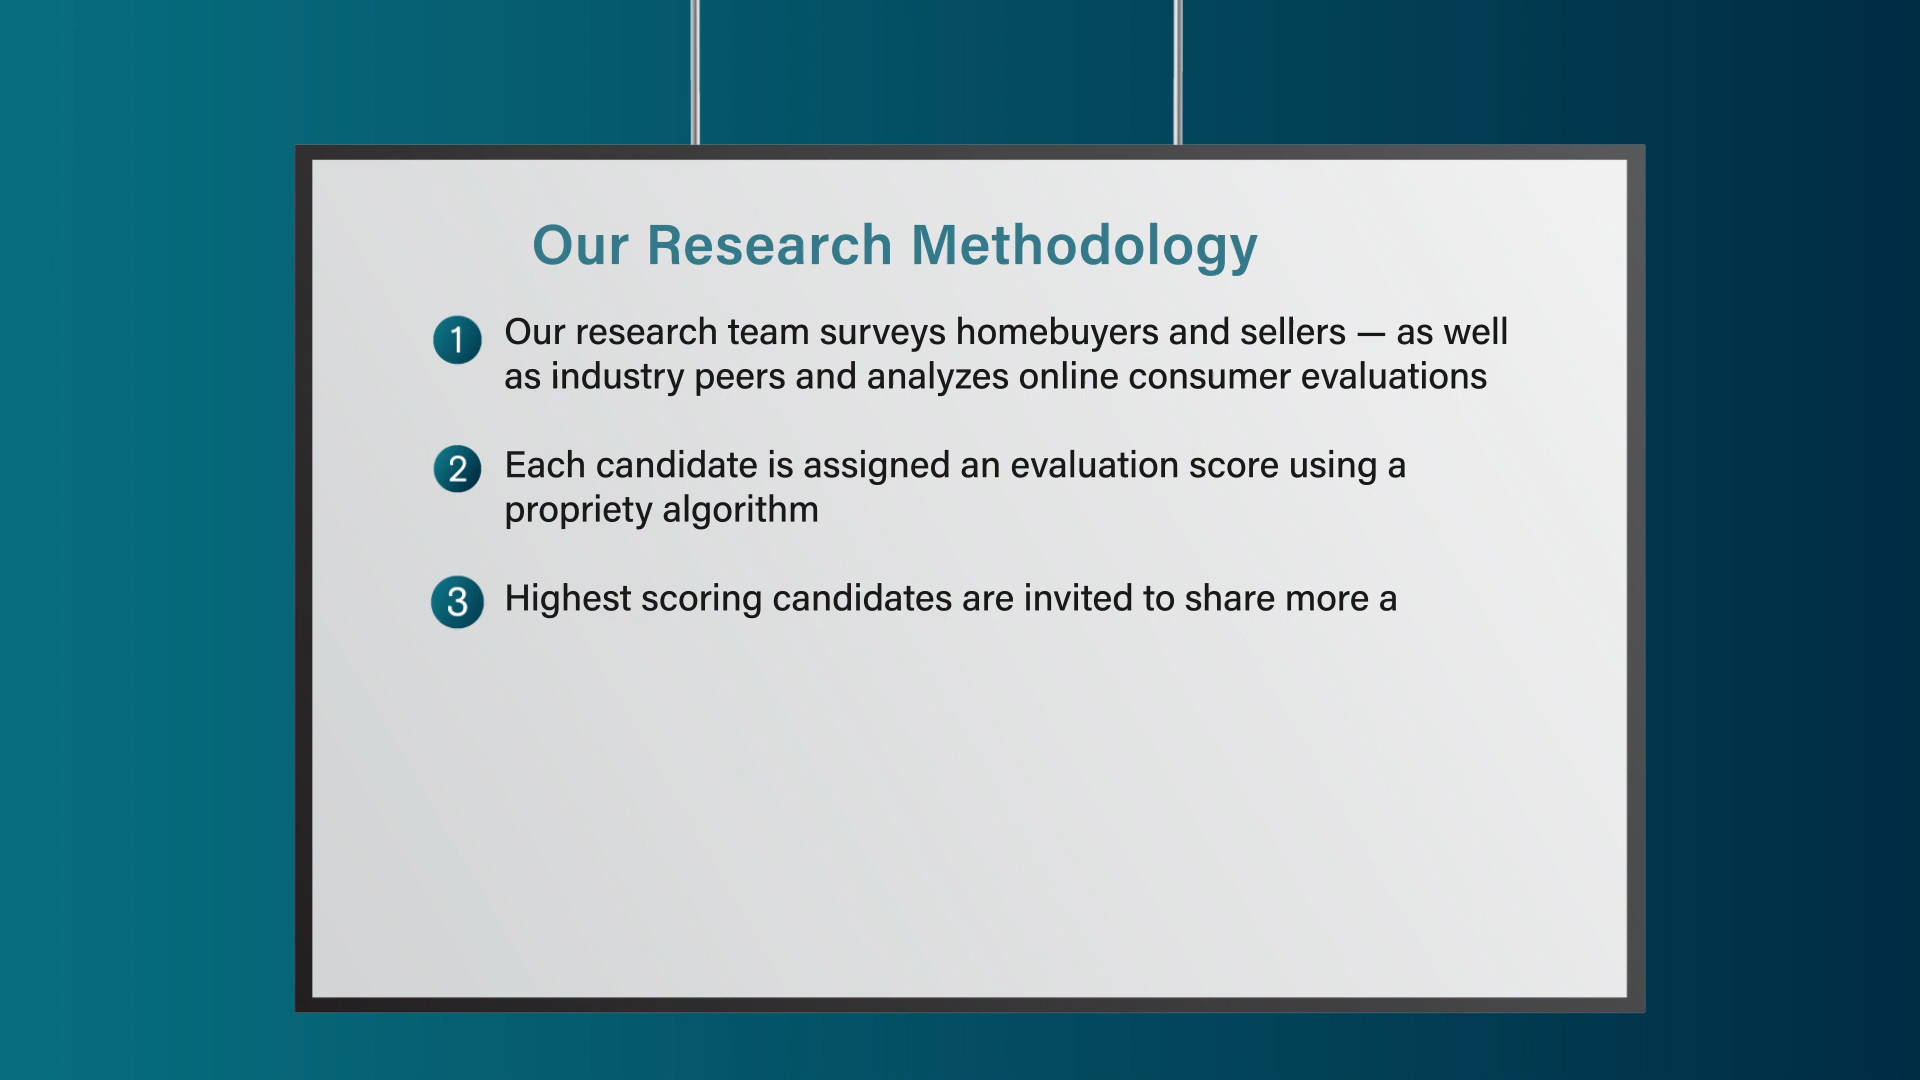 Our Research Methodology
1 Our research team surveys homebuyers and sellers — as well
as industry peers and analyzes online consumer evaluations
2 Each candidate is assigned an evaluation score using a
propriety algorithm
3 Highest scoring candidates are invited to share more a